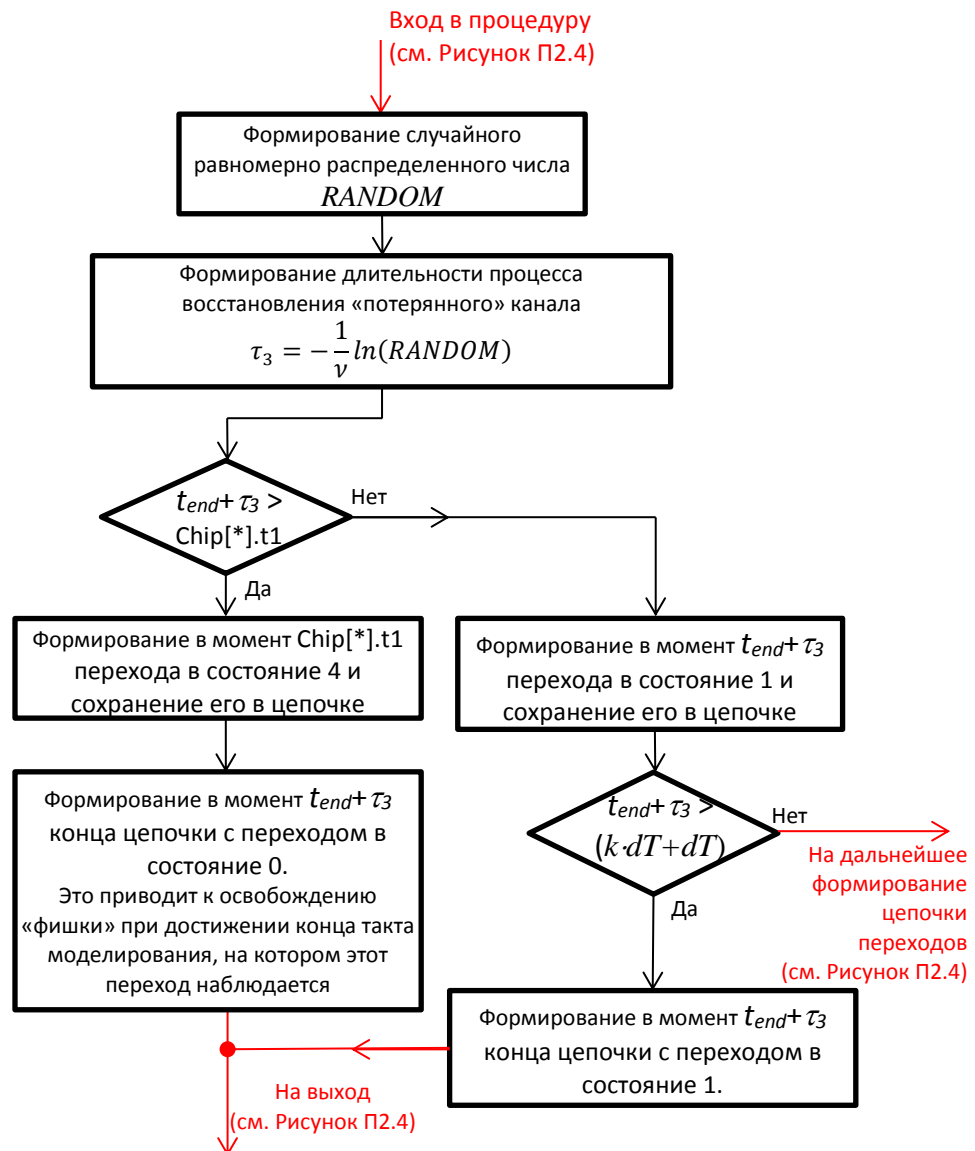 Вход в процедуру
(см. Рисунок П2.4)
Формирование случайного
равномерно распределенного числа
RANDOM
Формирование длительности процесса
восстановления «потерянного» канала
τ₃ = −1/ν ln(RANDOM)
tend+ τ3 >
Chip[*].t1
Нет
Да
Формирование в момент Chip[*].t1
перехода в состояние 4 и
сохранение его в цепочке
Формирование в момент tend+ τ3
перехода в состояние 1 и
сохранение его в цепочке
Формирование в момент tend+ τ3
конца цепочки с переходом в
состояние 0.
Это приводит к освобождению
«фишки» при достижении конца такта
моделирования, на котором этот
переход наблюдается
tend+ τ3 >
(k·dT+dT)
Нет
Да
На дальнейшее
формирование
цепочки
переходов
(см. Рисунок П2.4)
Формирование в момент tend+ τ3
конца цепочки с переходом в
состояние 1.
На выход
(см. Рисунок П2.4)